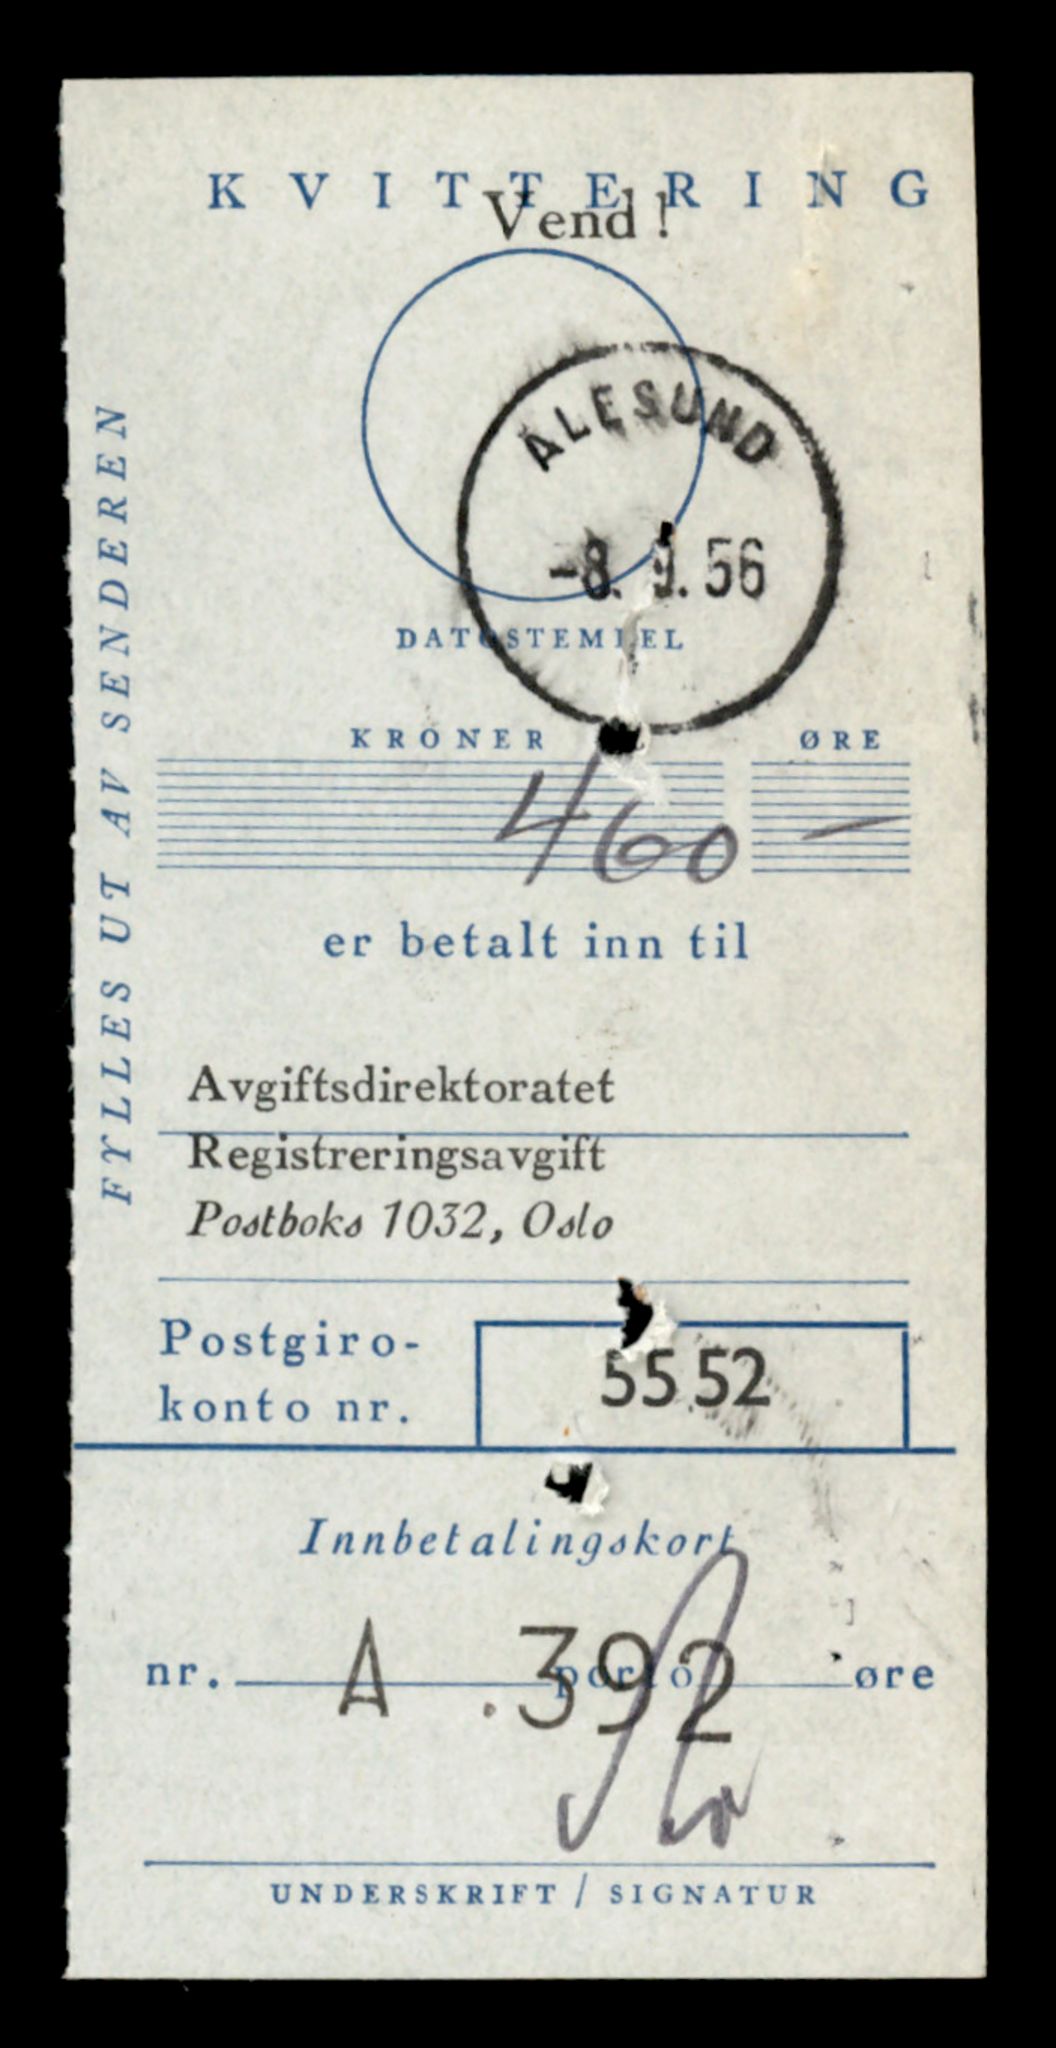 KVITTERING
Vend !
FYLLES UT AV SENDEREN
ÅLESUND
-8. . 56
DATOSTEMPEL
KRONER ØRE
460 —
er betalt inn til
Avgiftsdirektoratet
Registreringsavgift
Postboks 1032, Oslo
Postgiro-
konto nr.
5552
Innbetalingskort
nr. A .392 porto øre
UNDERSKRIFT / SIGNATUR